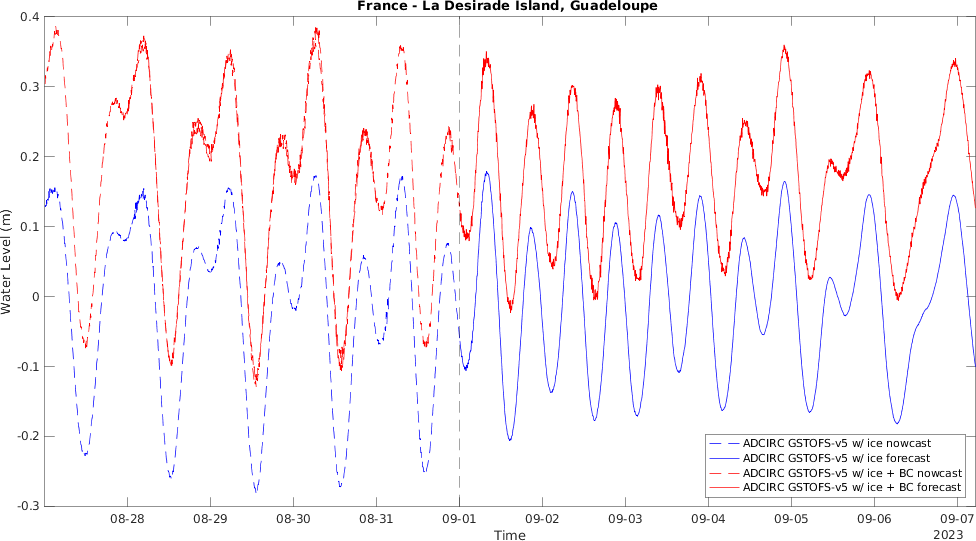 France - La Desirade Island, Guadeloupe
Water Level (m)
0.4
0.3
0.2
0.1
0
-0.1
-0.2
-0.3
ADCIRC GSTOFS-v5 w/ ice nowcast
ADCIRC GSTOFS-v5 w/ ice forecast
ADCIRC GSTOFS-v5 w/ ice + BC nowcast
ADCIRC GSTOFS-v5 w/ ice + BC forecast
08-28 08-29 08-30 08-31 09-01 09-02 09-03 09-04 09-05 09-06 09-07
Time
2023